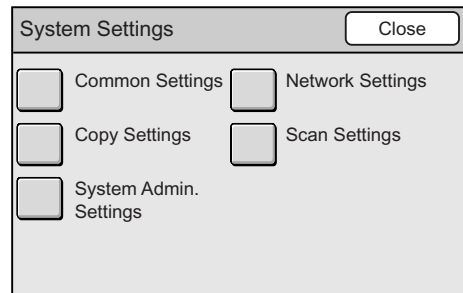 System Settings Close
Common Settings Network Settings
Copy Settings Scan Settings
System Admin.
Settings